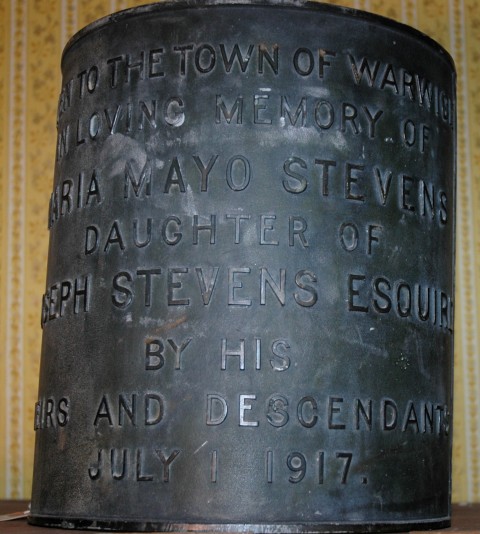 TO THE TOWN OF WARWICK
IN LOVING MEMORY OF
MARIA MAYO STEVENS
DAUGHTER OF
JOSEPH STEVENS ESQUIRE
BY HIS
HEIRS AND DESCENDANTS
JULY 1 1917.